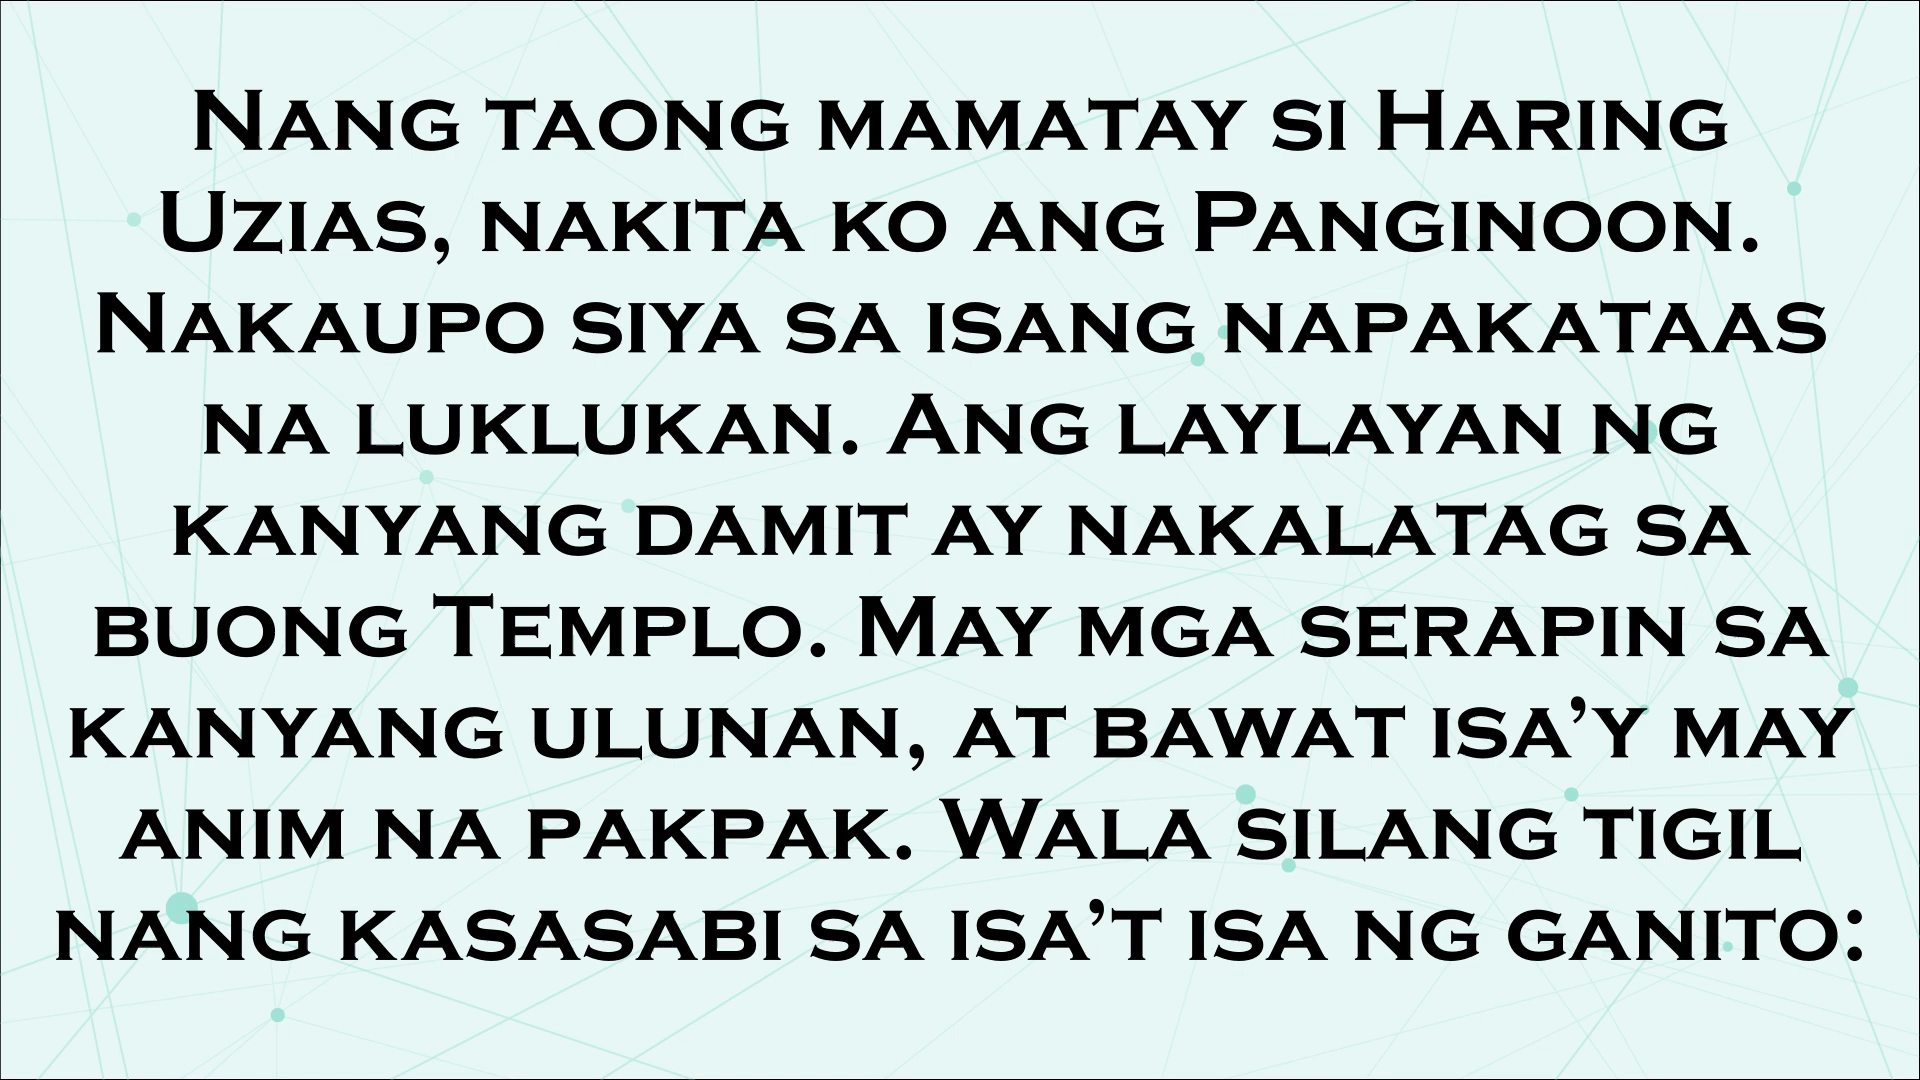 Nang taong mamatay si Haring
Uzias, nakita ko ang Panginoon.
Nakaupo siya sa isang napakataas
na luklukan. Ang laylayan ng
kanyang damit ay nakalatag sa
buong Templo. May mga serapin sa
kanyang ulunan, at bawat isa’y may
anim na pakpak. Wala silang tigil
nang kasasabi sa isa’t isa ng ganito: